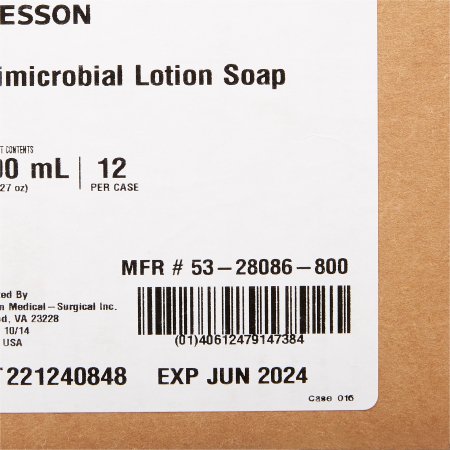 ESSON
imicrobial Lotion Soap
T CONTENTS
00 mL | 12
27 oz) PER CASE
MFR # 53-28086-800
ed By
n Medical-Surgical Inc.
d, VA 23228
10/14
USA
(01)40612479147384
T 221240848 EXP JUN 2024
Case 016